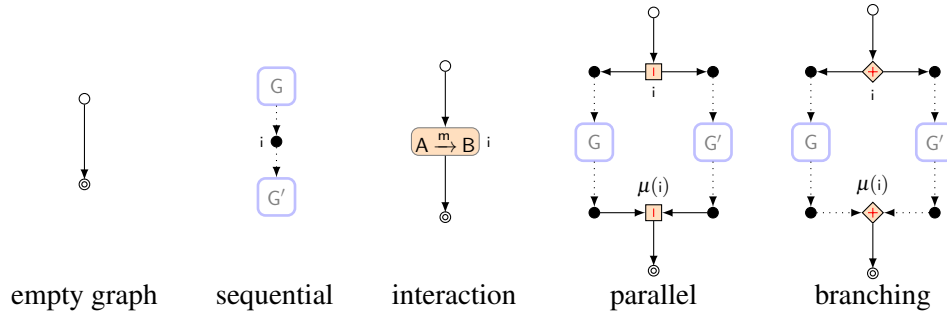 G
i
G′
A m→ B i
i
G G′
μ(i)
i
G G′
μ(i)
empty graph sequential interaction parallel branching